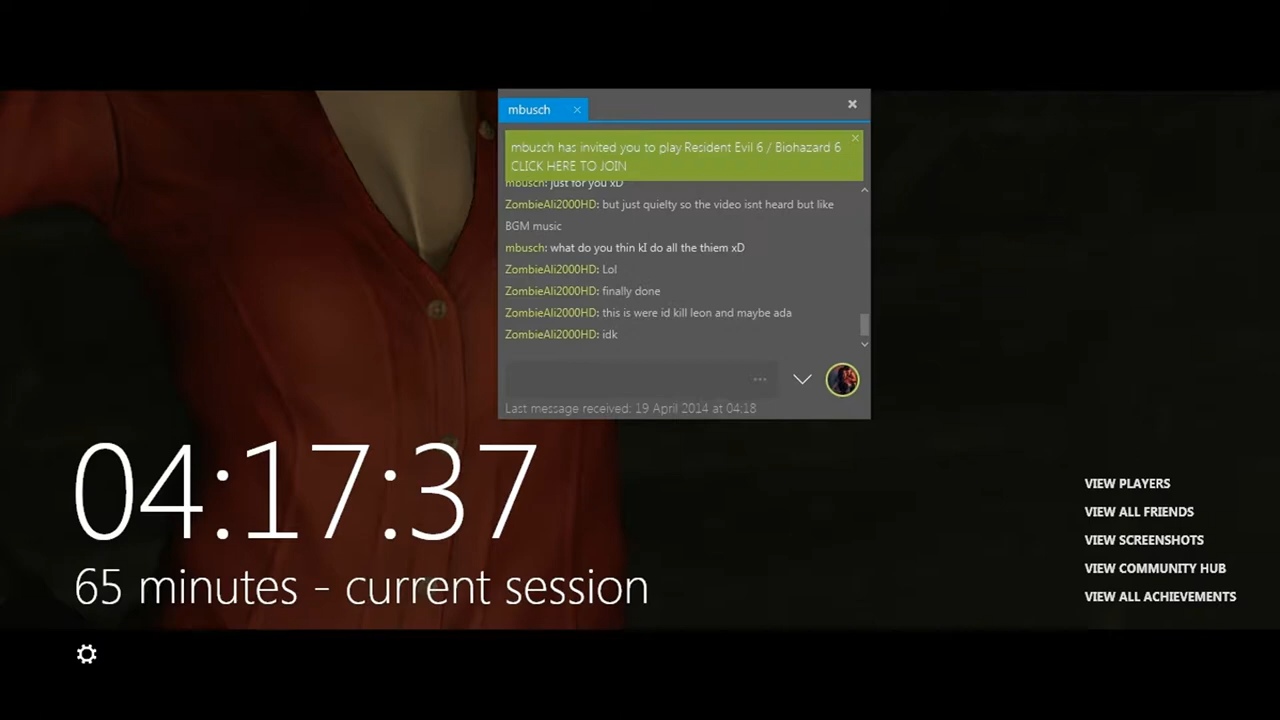 mbusch
mbusch has invited you to play Resident Evil 6 / Biohazard 6
CLICK HERE TO JOIN
mbusch: just for you xD
ZombieAli2000HD: but just quielty so the video isnt heard but like
BGM music
mbusch: what do you thin kI do all the thiem xD
ZombieAli2000HD: Lol
ZombieAli2000HD: finally done
ZombieAli2000HD: this is were id kill leon and maybe ada
ZombieAli2000HD: idk
Last message received: 19 April 2014 at 04:18
04:17:37
65 minutes - current session
VIEW PLAYERS
VIEW ALL FRIENDS
VIEW SCREENSHOTS
VIEW COMMUNITY HUB
VIEW ALL ACHIEVEMENTS